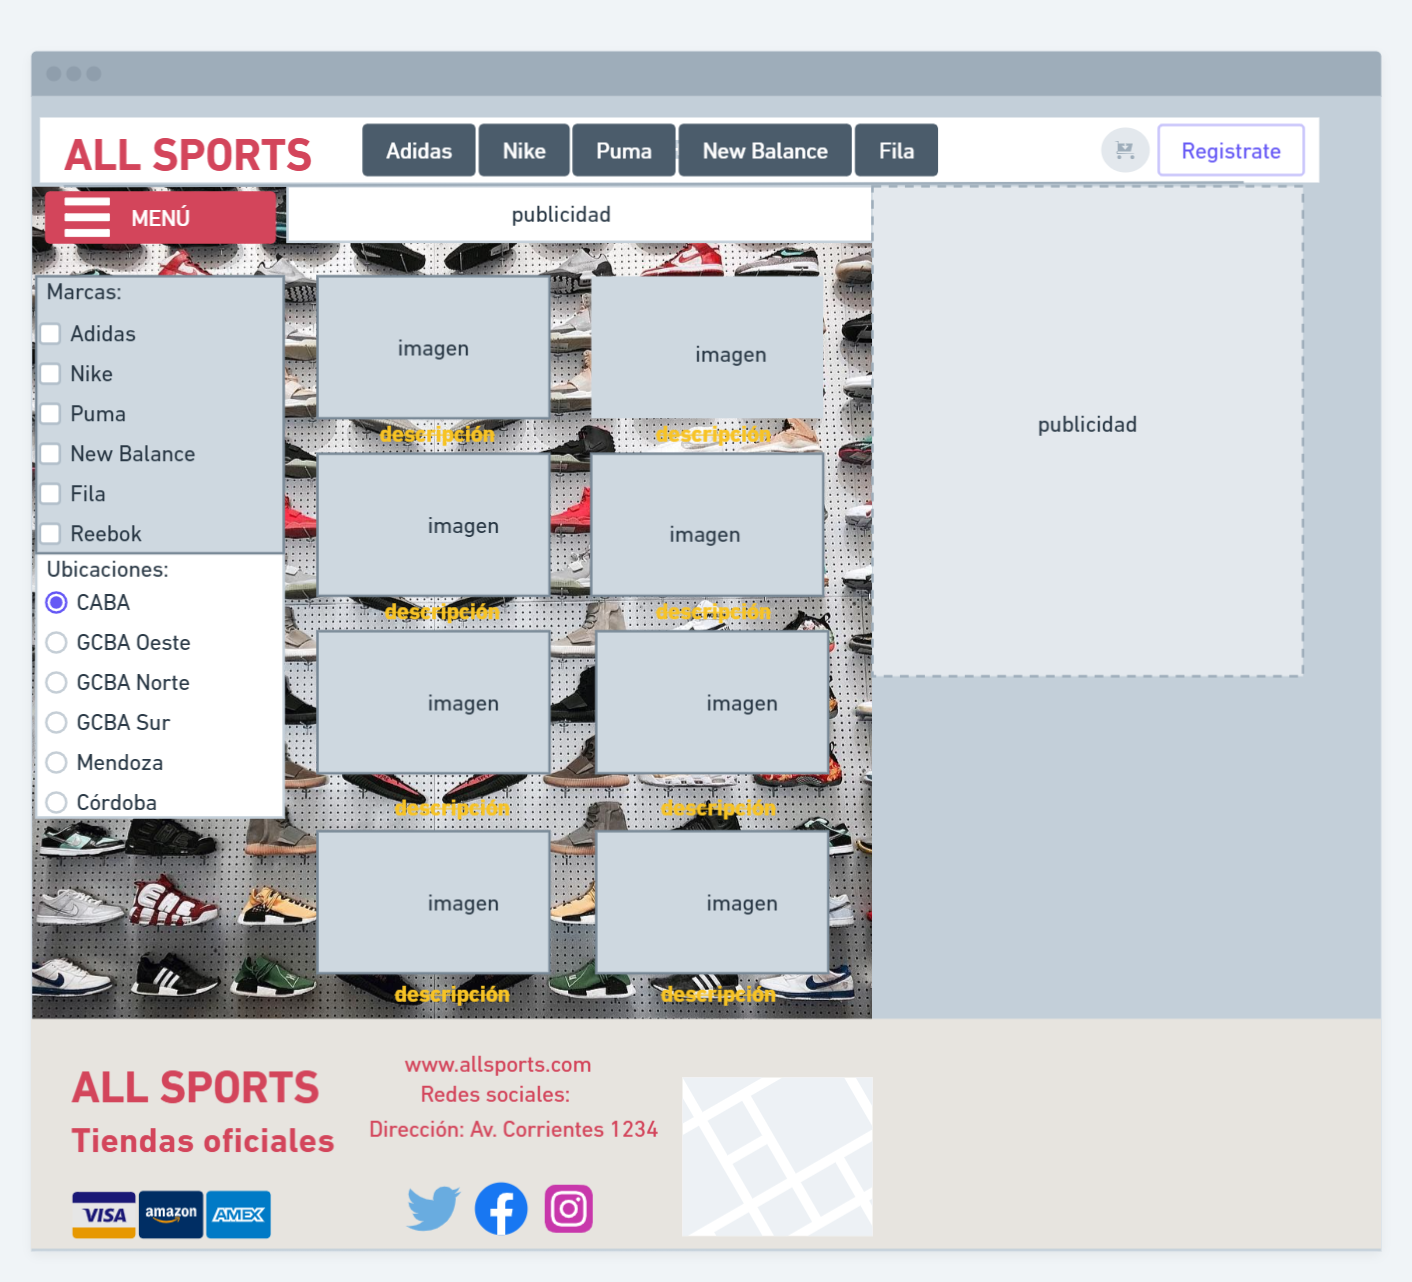 ALL SPORTS
Adidas
Nike
Puma
New Balance
Fila
Registrate
MENÚ
publicidad
Marcas:
Adidas
Nike
Puma
New Balance
Fila
Reebok
Ubicaciones:
CABA
GCBA Oeste
GCBA Norte
GCBA Sur
Mendoza
Córdoba
imagen
imagen
descripción
descripción
imagen
imagen
descripción
descripción
imagen
imagen
descripción
descripción
imagen
imagen
descripción
descripción
publicidad
ALL SPORTS
Tiendas oficiales
VISA
amazon
AMEX
www.allsports.com
Redes sociales:
Dirección: Av. Corrientes 1234